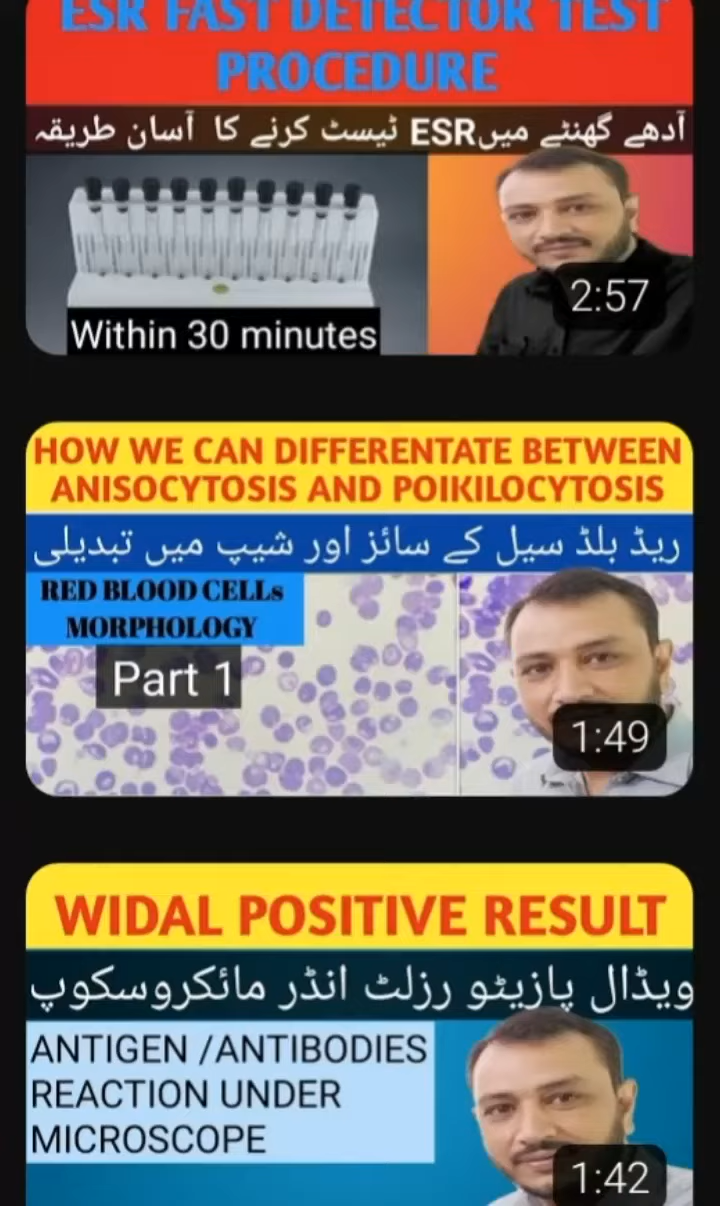 ESR FAST DETECTOR TEST
PROCEDURE
آدھے گھنٹے میں ESR ٹیسٹ کرنے کا آسان طریقہ
Within 30 minutes
2:57
HOW WE CAN DIFFERENTATE BETWEEN
ANISOCYTOSIS AND POIKILOCYTOSIS
ریڈ بلڈ سیل کے سائز اور شیپ میں تبدیلی
RED BLOOD CELLs
MORPHOLOGY
Part 1
1:49
WIDAL POSITIVE RESULT
ویڈال پازیٹو رزلٹ انڈر مائکروسکوپ
ANTIGEN /ANTIBODIES
REACTION UNDER
MICROSCOPE
1:42